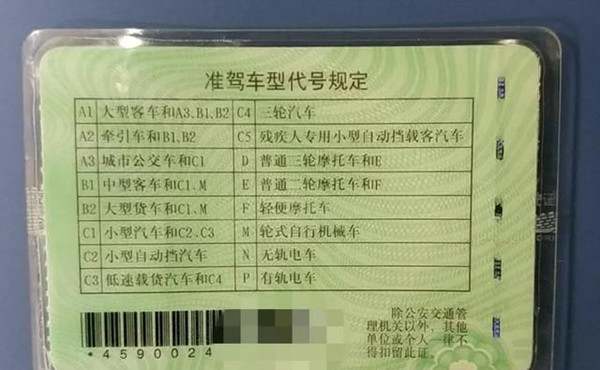 准驾车型代号规定
A1 大型客车和A3、B1、B2 C4 三轮汽车
A2 牵引车和B1、B2 C5 残疾人专用小型自动挡载客汽车
A3 城市公交车和C1 D 普通三轮摩托车和E
B1 中型客车和C1、M E 普通二轮摩托车和F
B2 大型货车和C1、M F 轻便摩托车
C1 小型汽车和C2、C3 M 轮式自行机械车
C2 小型自动挡汽车 N 无轨电车
C3 低速载货汽车和C4 P 有轨电车
*4590024
除公安交通管
理机关以外，其他
单位或个人一律不
得扣留此证。